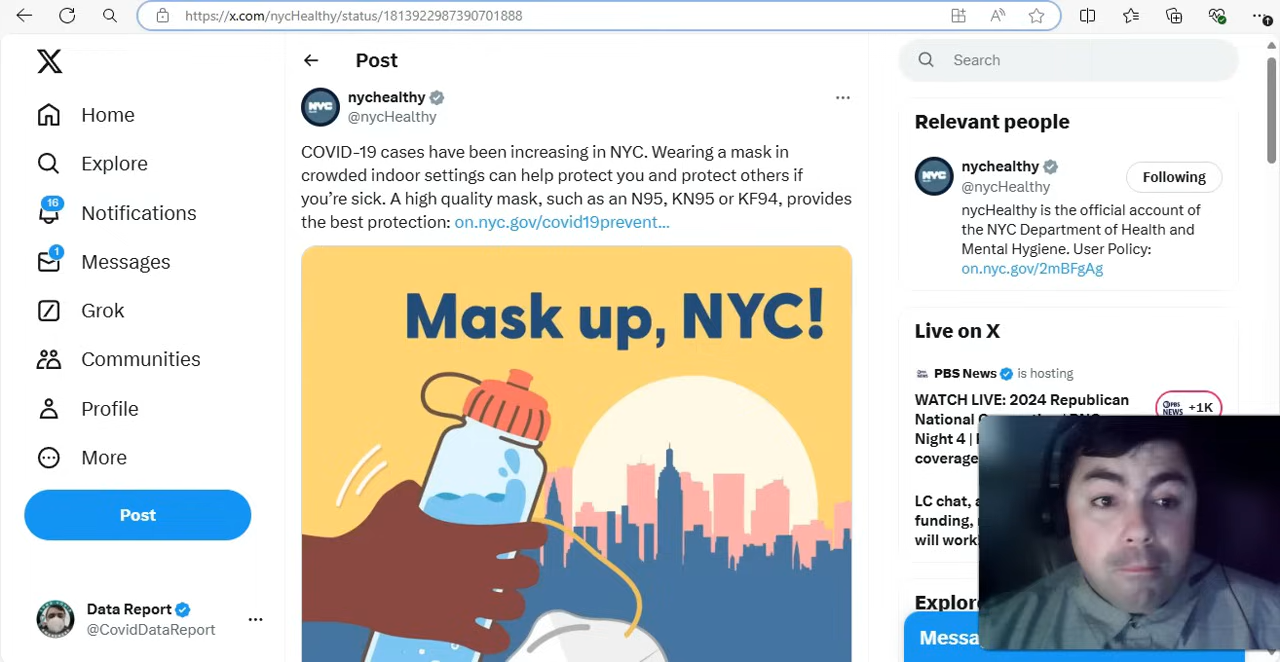 https://x.com/nycHealthy/status/1813922987390701888
Home
Explore
16
Notifications
1
Messages
Grok
Communities
Profile
More
Post
Data Report
@CovidDataReport
Post
NYC
nychealthy
@nycHealthy
COVID-19 cases have been increasing in NYC. Wearing a mask in
crowded indoor settings can help protect you and protect others if
you’re sick. A high quality mask, such as an N95, KN95 or KF94, provides
the best protection: on.nyc.gov/covid19prevent...
Mask up, NYC!
Search
Relevant people
NYC
nychealthy
@nycHealthy
Following
nycHealthy is the official account of
the NYC Department of Health and
Mental Hygiene. User Policy:
on.nyc.gov/2mBFgAg
Live on X
PBS News is hosting
WATCH LIVE: 2024 Republican
National
Night 4 |
coverage
PBS NEWS +1K
LC chat,
funding,
will work
Explore
Messa